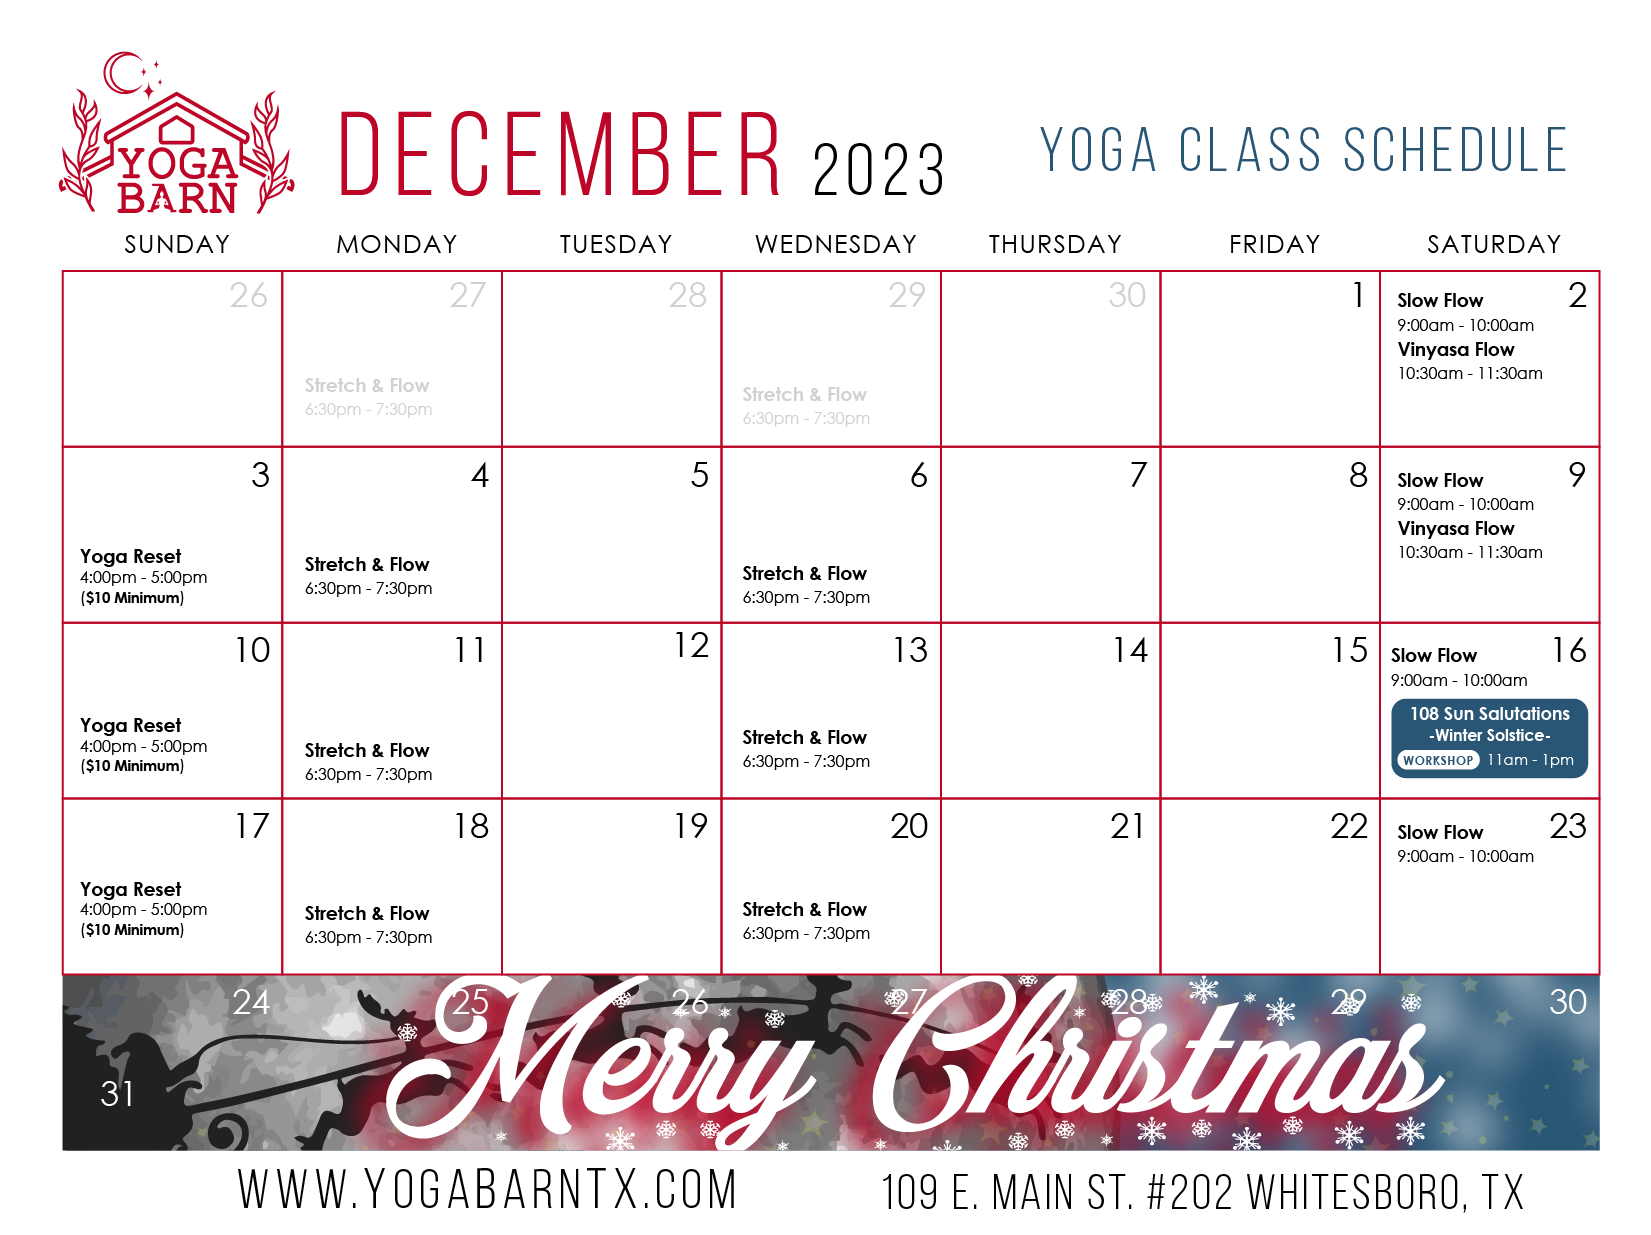 YOGA
BARN
DECEMBER 2023
YOGA CLASS SCHEDULE
SUNDAY MONDAY TUESDAY WEDNESDAY THURSDAY FRIDAY SATURDAY
26
27
Stretch & Flow
6:30pm - 7:30pm
28
29
Stretch & Flow
6:30pm - 7:30pm
30
1
2
Slow Flow
9:00am - 10:00am
Vinyasa Flow
10:30am - 11:30am
3
Yoga Reset
4:00pm - 5:00pm
($10 Minimum)
4
Stretch & Flow
6:30pm - 7:30pm
5
6
Stretch & Flow
6:30pm - 7:30pm
7
8
9
Slow Flow
9:00am - 10:00am
Vinyasa Flow
10:30am - 11:30am
10
Yoga Reset
4:00pm - 5:00pm
($10 Minimum)
11
Stretch & Flow
6:30pm - 7:30pm
12
13
Stretch & Flow
6:30pm - 7:30pm
14
15
16
Slow Flow
9:00am - 10:00am
108 Sun Salutations
-Winter Solstice-
WORKSHOP 11am - 1pm
17
Yoga Reset
4:00pm - 5:00pm
($10 Minimum)
18
Stretch & Flow
6:30pm - 7:30pm
19
20
Stretch & Flow
6:30pm - 7:30pm
21
22
23
Slow Flow
9:00am - 10:00am
24 25 26 27 28 29 30
31
Merry Christmas
WWW.YOGABARNTX.COM
109 E. MAIN ST. #202 WHITESBORO, TX